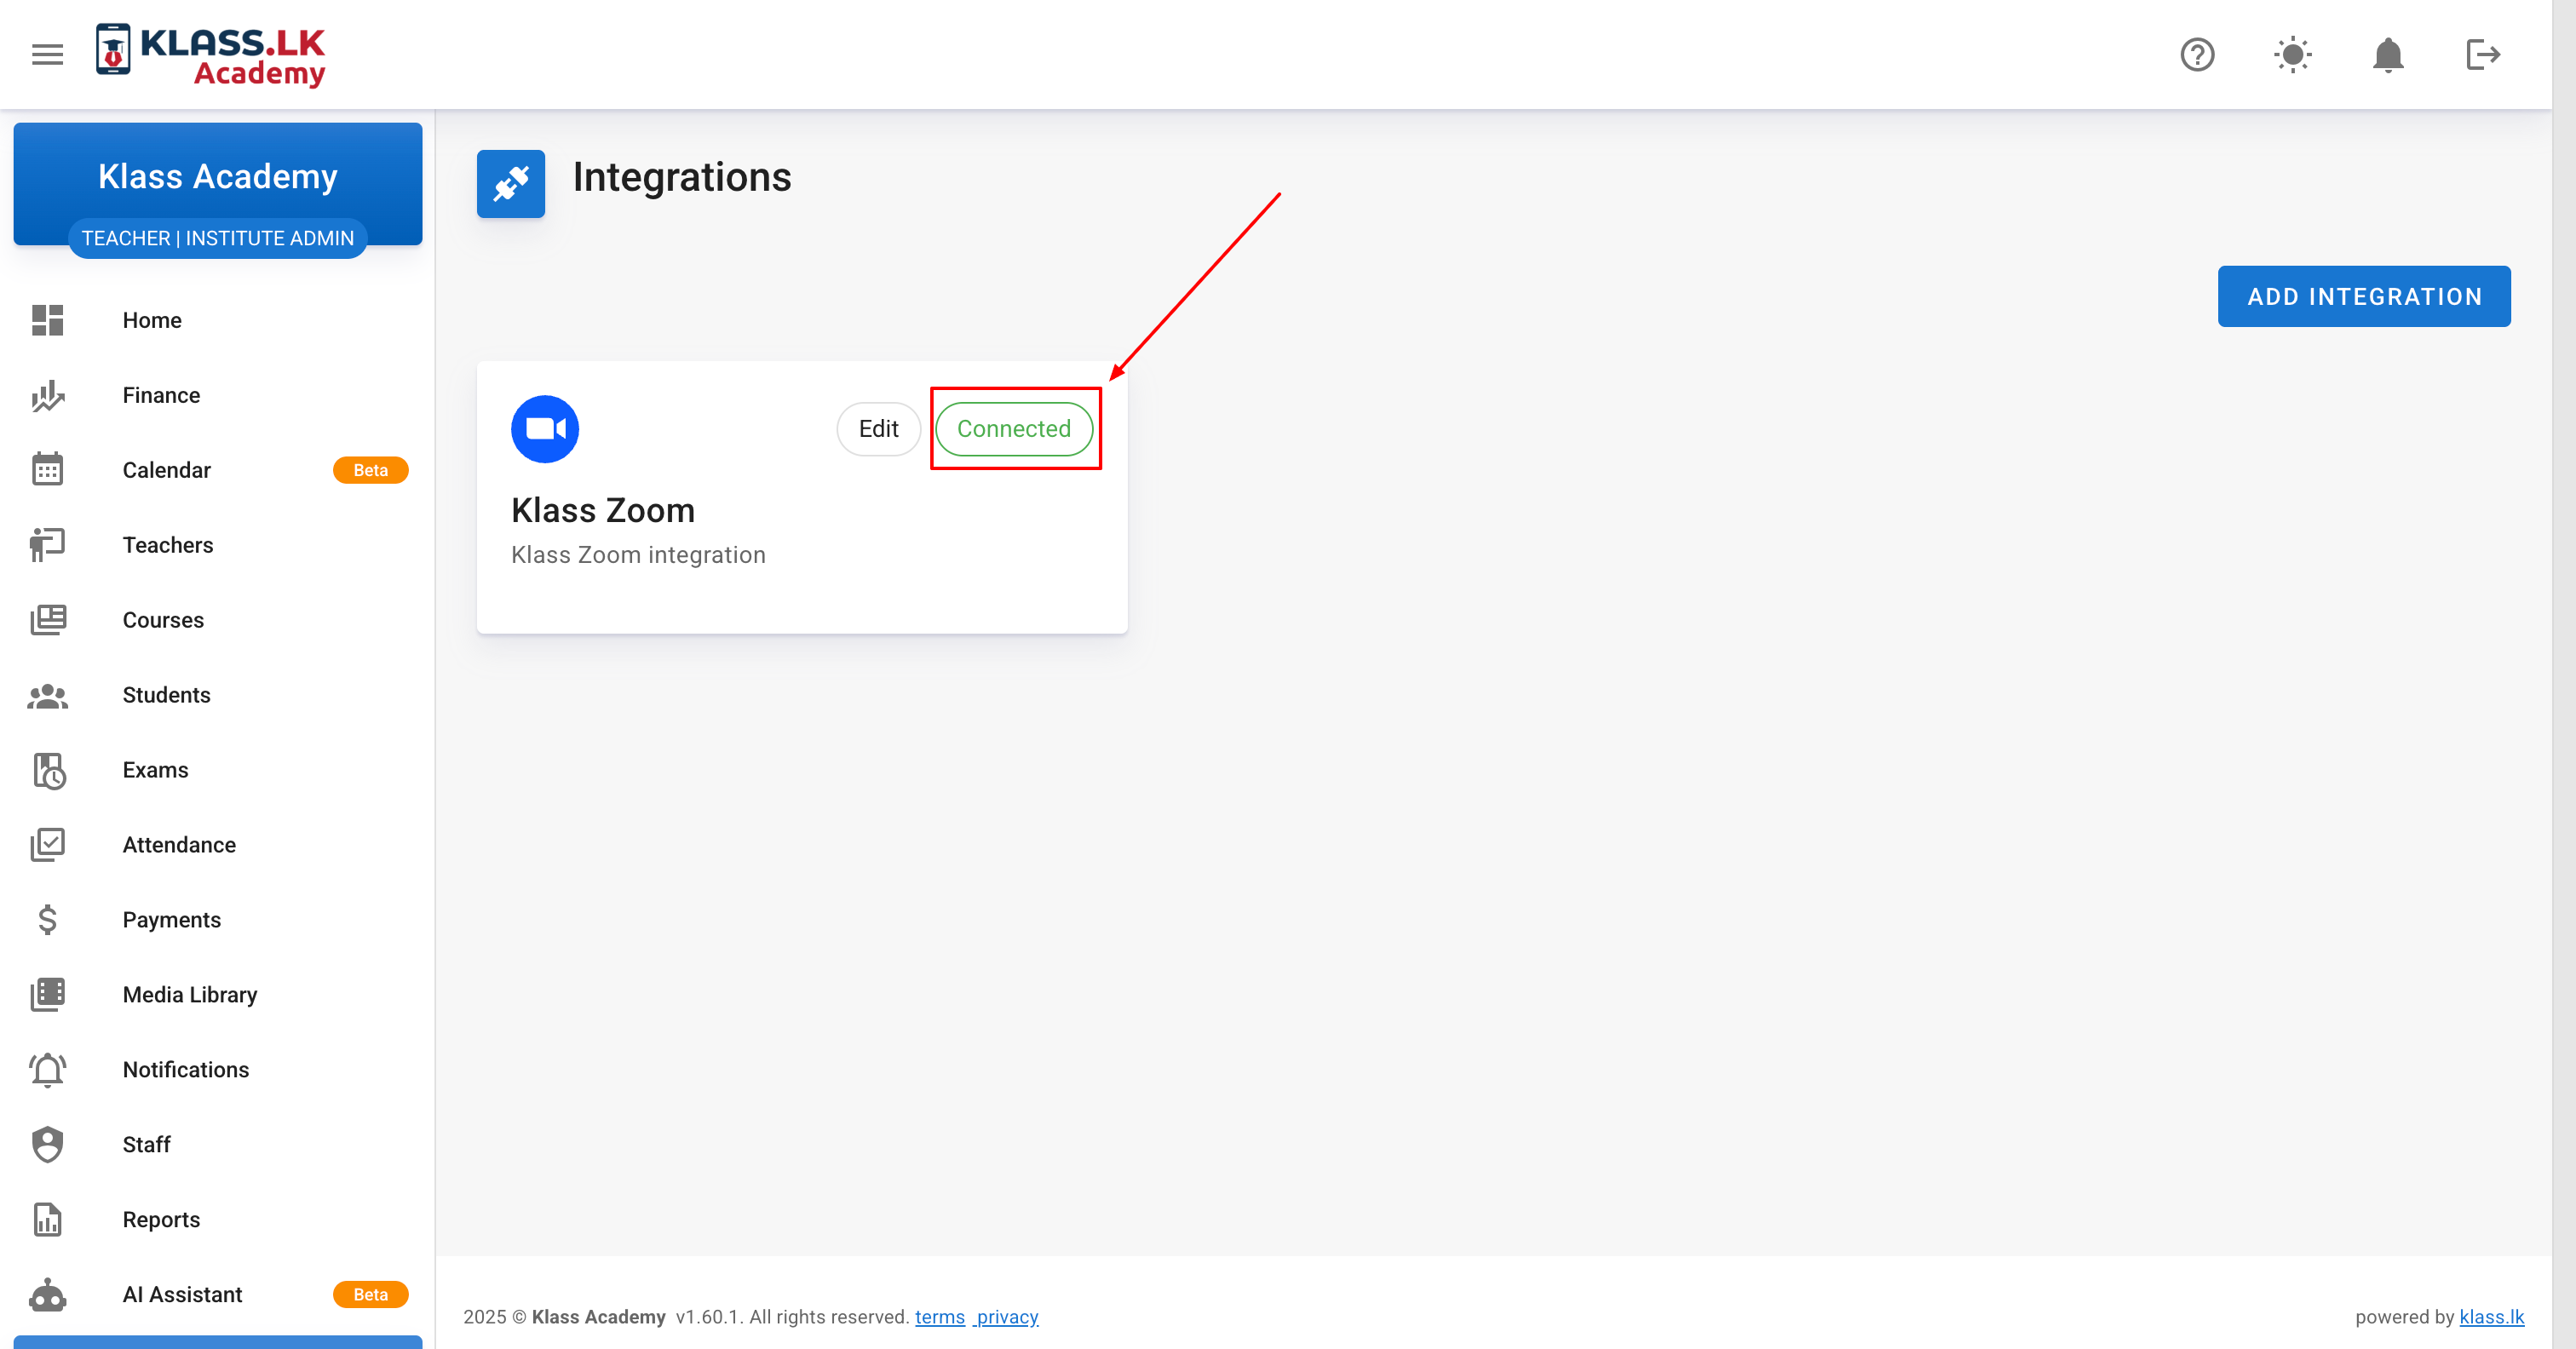 KLASS.LK
Academy
Klass Academy
TEACHER | INSTITUTE ADMIN
Home
Finance
Calendar Beta
Teachers
Courses
Students
Exams
Attendance
Payments
Media Library
Notifications
Staff
Reports
AI Assistant Beta
Integrations
ADD INTEGRATION
Edit Connected
Klass Zoom
Klass Zoom integration
2025 © Klass Academy v1.60.1. All rights reserved. terms privacy
powered by klass.lk